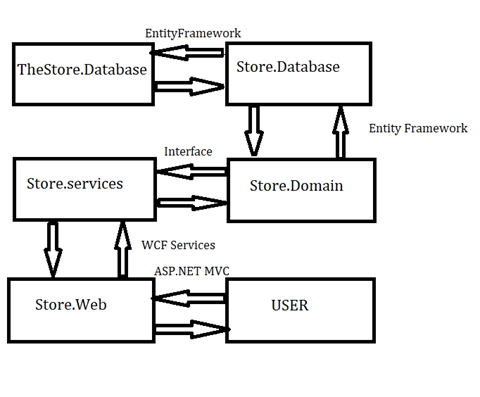 EntityFramework
TheStore.Database
Store.Database
Entity Framework
Interface
Store.services
Store.Domain
WCF Services
ASP.NET MVC
Store.Web
USER